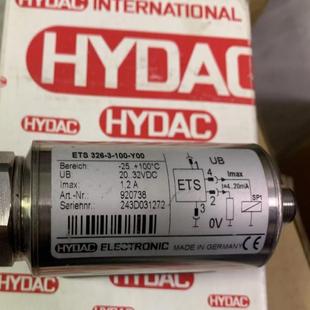 HYDAC INTERNATIONAL
HYDAC
HYDAC
HYDAC
ETS 326-3-100-Y00
Bereich: -25..+100°C
UB 20..32VDC
Imax: 1,2 A
Art.-Nr.: 920738
Seriennr.: 243D031272
UB
ETS
4
1
2
3
Imax
I=4..20mA
SP1
0V
HYDAC ELECTRONIC MADE IN GERMANY CE
HYDAC